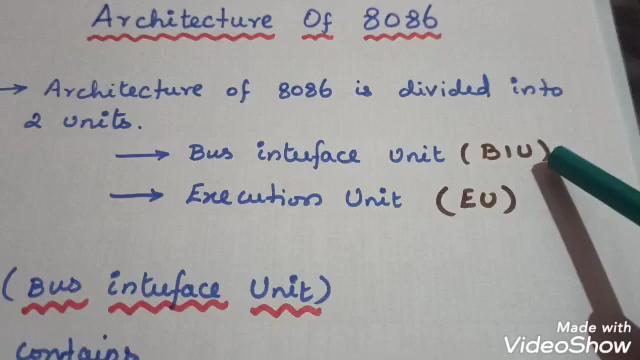 Architecture Of 8086
→ Architecture of 8086 is divided into
2 units.
→ Bus interface Unit (BIU)
→ Execution Unit (EU)
(Bus interface Unit)
contains
Made with
VideoShow